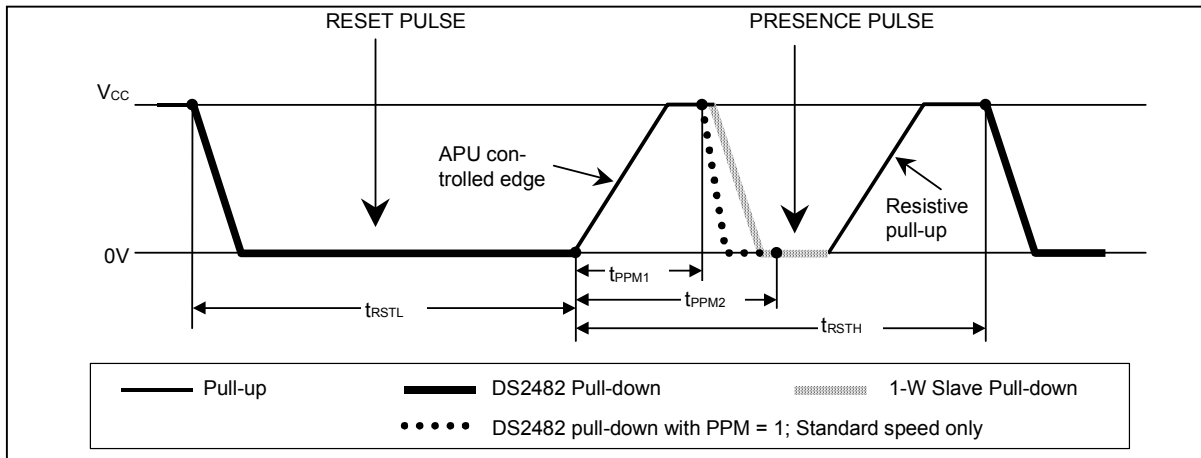 RESET PULSE
PRESENCE PULSE
VCC
APU con-
trolled edge
Resistive
pull-up
0V
tPPM1
tPPM2
tRSTL
tRSTH
Pull-up
DS2482 Pull-down
1-W Slave Pull-down
DS2482 pull-down with PPM = 1; Standard speed only